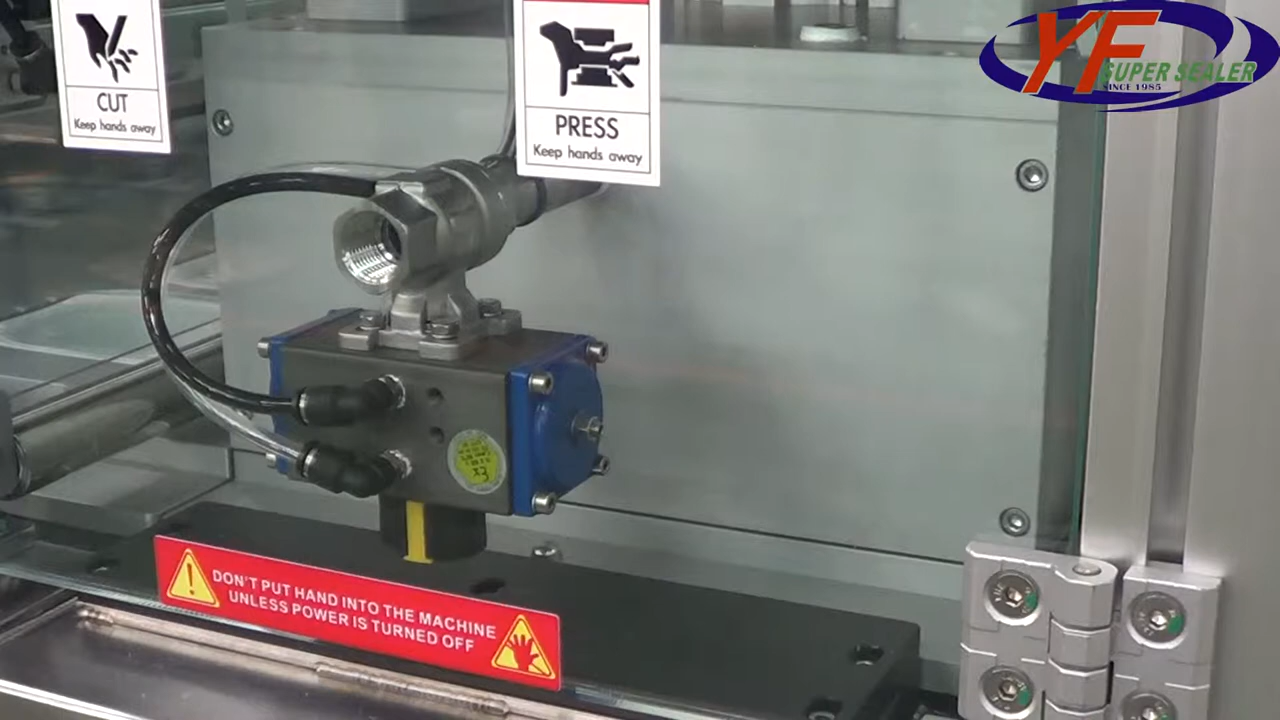 CUT
Keep hands away
PRESS
Keep hands away
YF
SUPER SEALER
SINCE 1985
DON'T PUT HAND INTO THE MACHINE
UNLESS POWER IS TURNED OFF